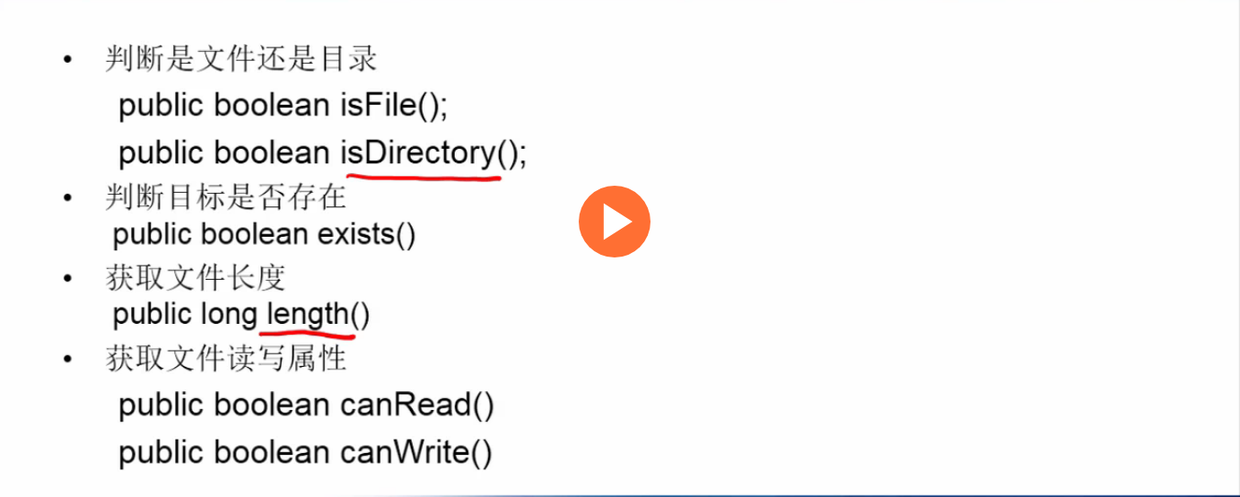 • 判断是文件还是目录
public boolean isFile();
public boolean isDirectory();
• 判断目标是否存在
public boolean exists()
• 获取文件长度
public long length()
• 获取文件读写属性
public boolean canRead()
public boolean canWrite()